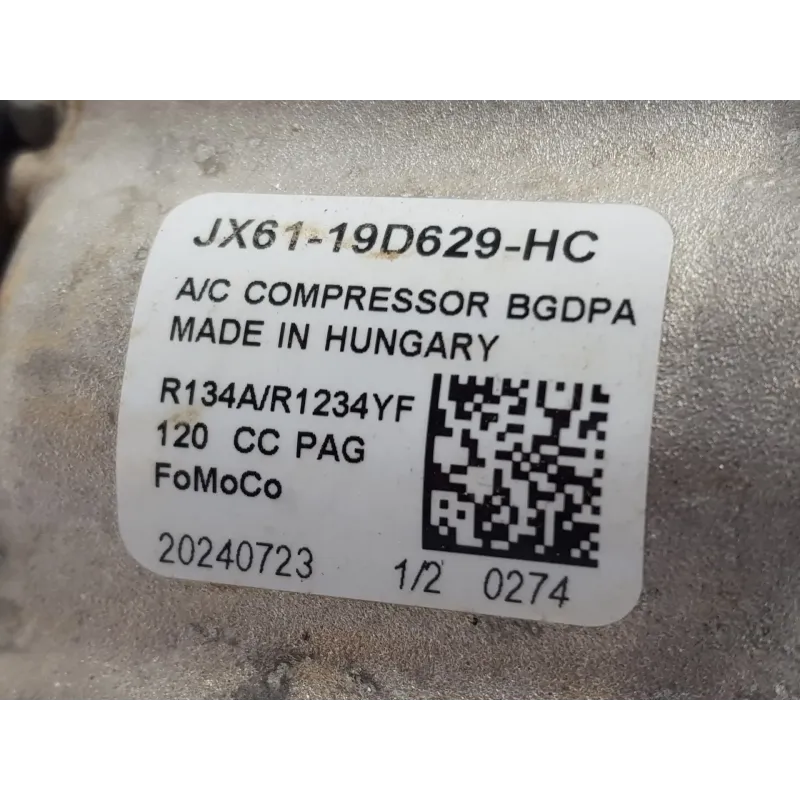 JX61-19D629-HC
A/C COMPRESSOR BGDPA
MADE IN HUNGARY
R134A/R1234YF
120 CC PAG
FoMoCo
20240723 1/2 0274